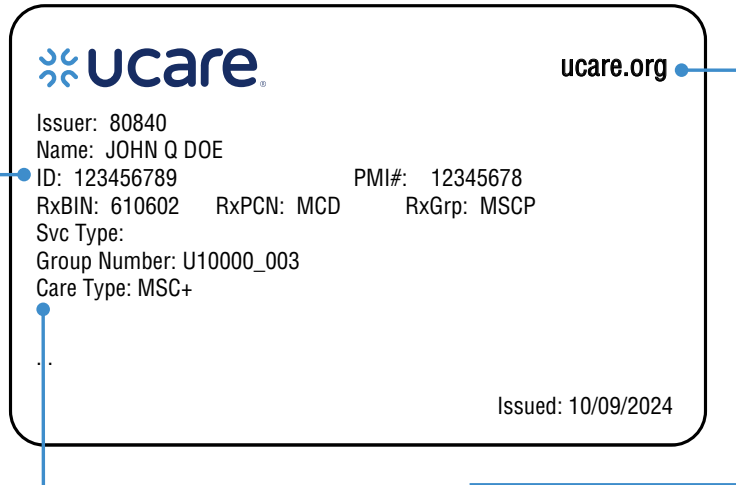 ucare®
ucare.org
Issuer: 80840
Name: JOHN Q DOE
ID: 123456789 PMI#: 12345678
RxBIN: 610602 RxPCN: MCD RxGrp: MSCP
Svc Type:
Group Number: U10000_003
Care Type: MSC+
. .
Issued: 10/09/2024